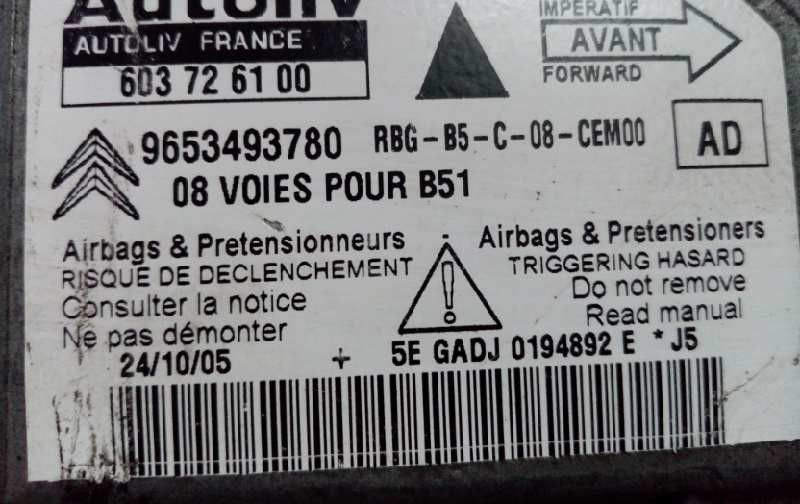 Autoliv
AUTOLIV FRANCE
603 72 61 00
IMPERATIF
AVANT
FORWARD
9653493780 RBG-B5-C-08-CEM00
AD
08 VOIES POUR B51
Airbags & Pretensionneurs
RISQUE DE DECLENCHEMENT
Consulter la notice
Ne pas démonter
Airbags & Pretensioners
TRIGGERING HASARD
Do not remove
Read manual
24/10/05 + 5E GADJ 0194892 E *J5